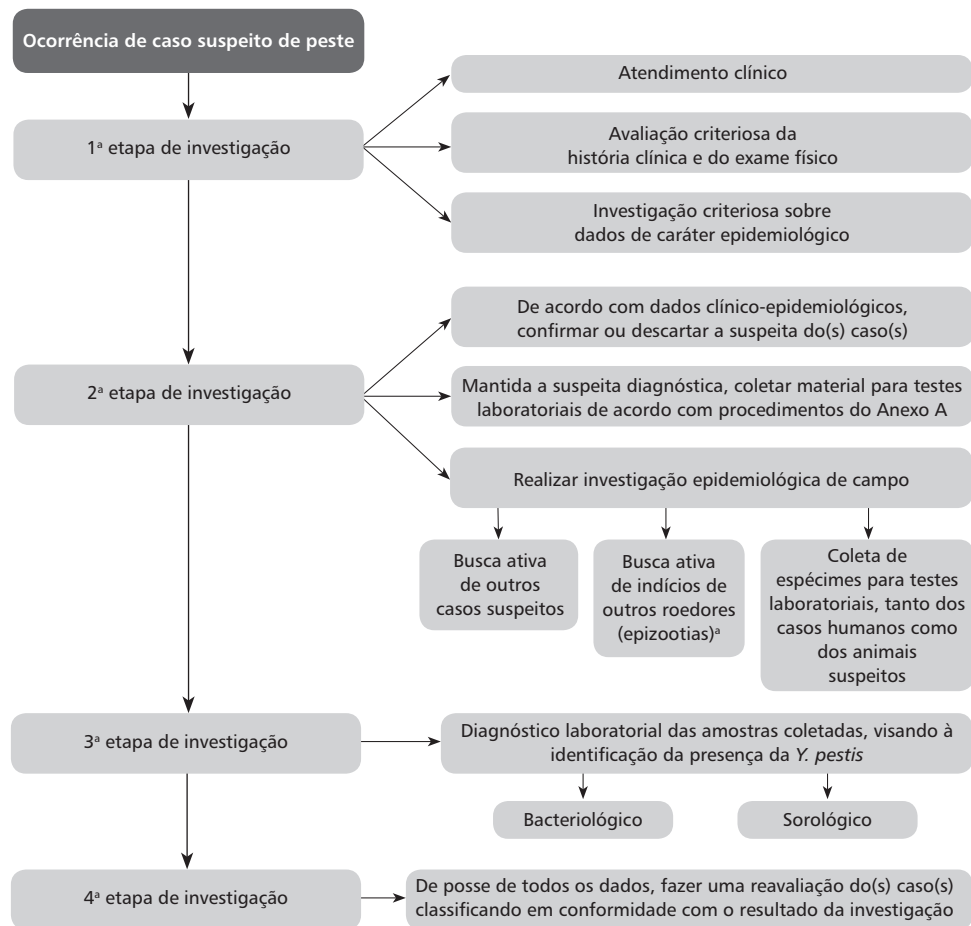 Ocorrência de caso suspeito de peste
1ª etapa de investigação
Atendimento clínico
Avaliação criteriosa da
história clínica e do exame físico
Investigação criteriosa sobre
dados de caráter epidemiológico
2ª etapa de investigação
De acordo com dados clínico-epidemiológicos,
confirmar ou descartar a suspeita do(s) caso(s)
Mantida a suspeita diagnóstica, coletar material para testes
laboratoriais de acordo com procedimentos do Anexo A
Realizar investigação epidemiológica de campo
Busca ativa
de outros
casos suspeitos
Busca ativa
de indícios de
outros roedores
(epizootias)ª
Coleta de
espécimes para testes
laboratoriais, tanto dos
casos humanos como
dos animais
suspeitos
3ª etapa de investigação
Diagnóstico laboratorial das amostras coletadas, visando à
identificação da presença da Y. pestis
Bacteriológico
Sorológico
4ª etapa de investigação
De posse de todos os dados, fazer uma reavaliação do(s) caso(s)
classificando em conformidade com o resultado da investigação